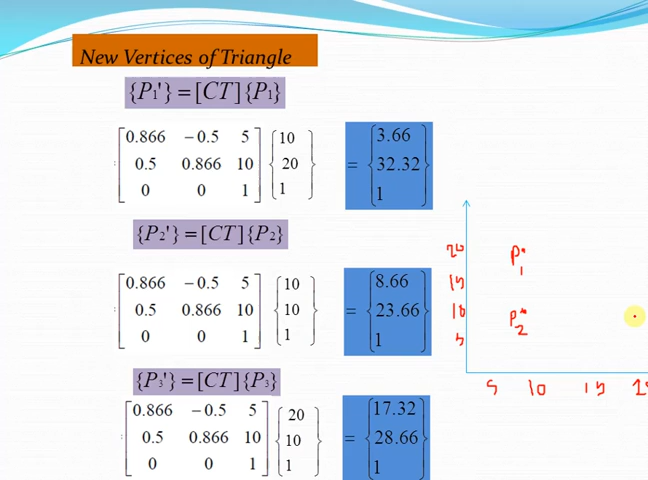 New Vertices of Triangle
{P₁'} = [CT]{P₁}
[0.866 −0.5 5] {10} = {3.66}
[0.5 0.866 10] {20} {32.32}
[0 0 1] {1} {1}
{P₂'} = [CT]{P₂}
[0.866 −0.5 5] {10} = {8.66}
[0.5 0.866 10] {10} {23.66}
[0 0 1] {1} {1}
{P₃'} = [CT]{P₃}
[0.866 −0.5 5] {20} = {17.32}
[0.5 0.866 10] {10} {28.66}
[0 0 1] {1} {1}
20 P₁
15
10 P₂
5
5 10 15